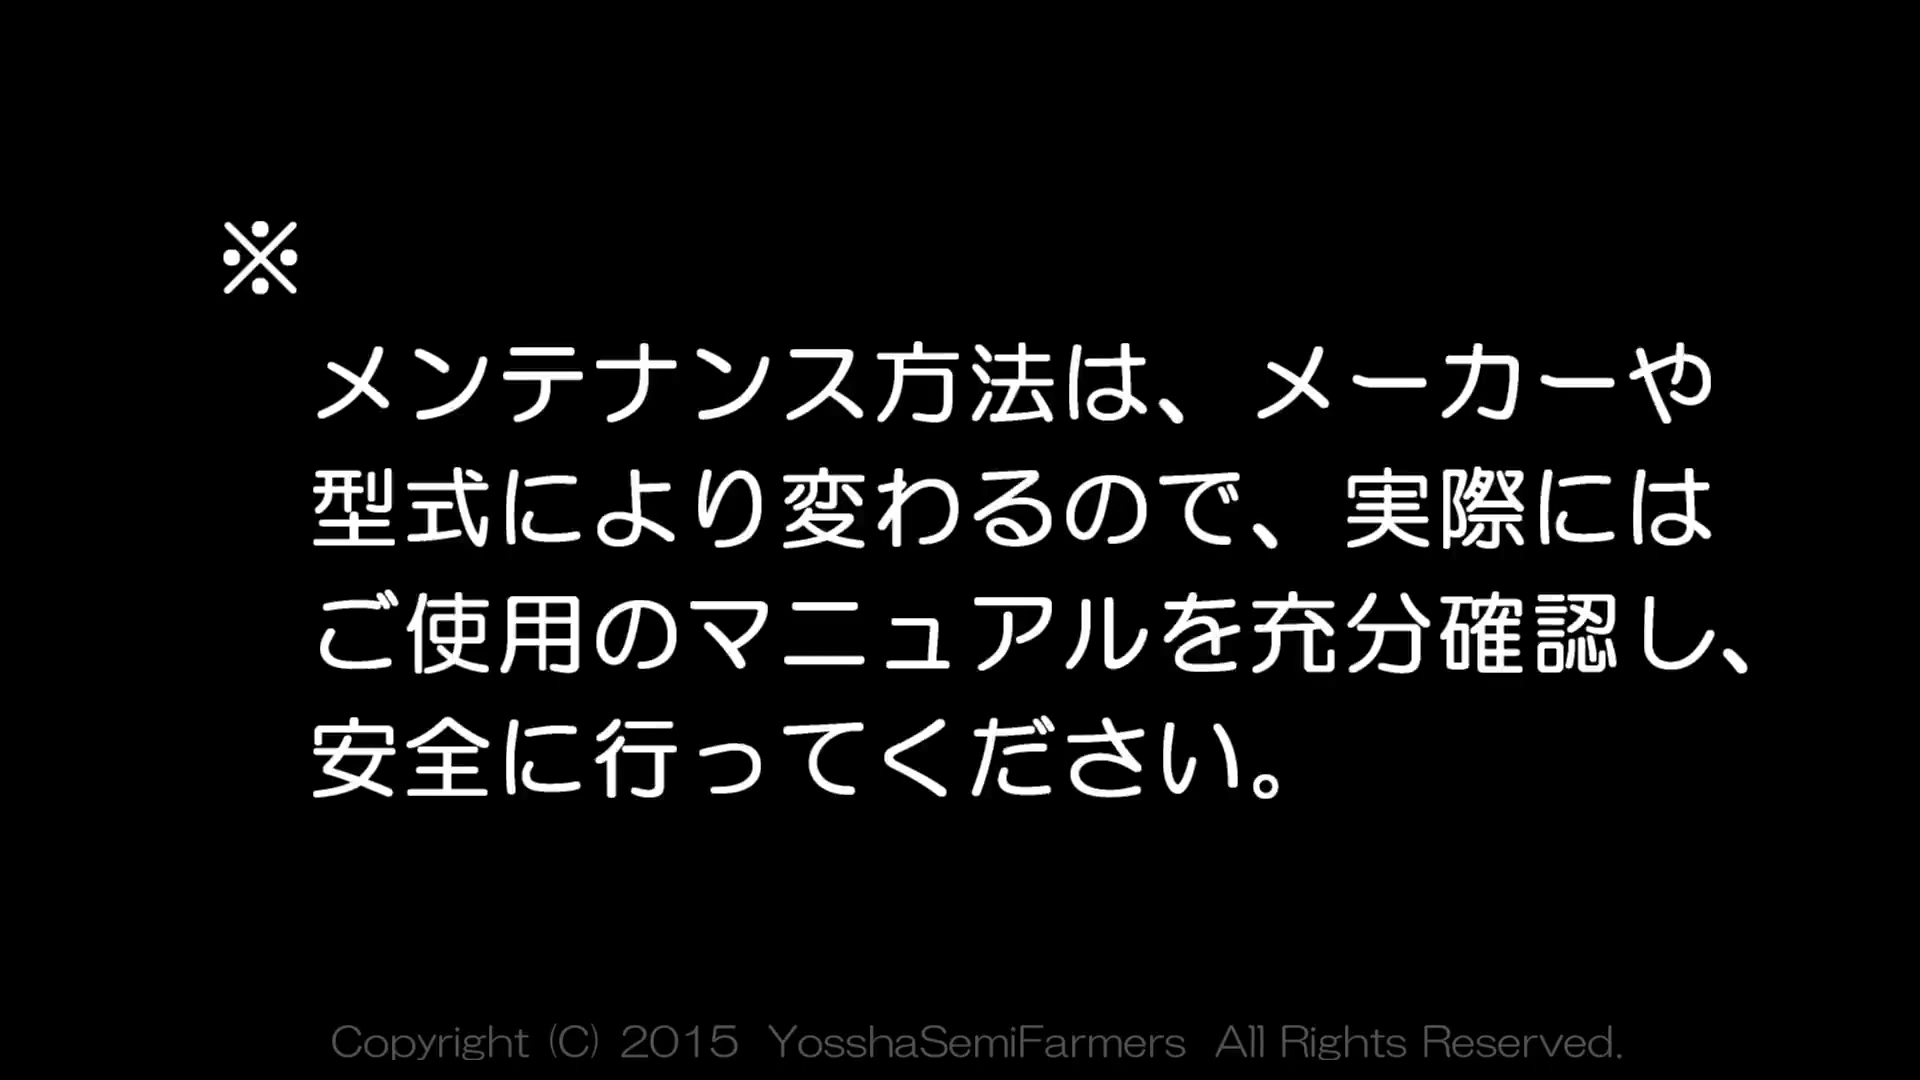 ※
メンテナンス方法は、メーカーや
型式により変わるので、実際には
ご使用のマニュアルを充分確認し、
安全に行ってください。
Copyright (C) 2015 YosshaSemiFarmers All Rights Reserved.